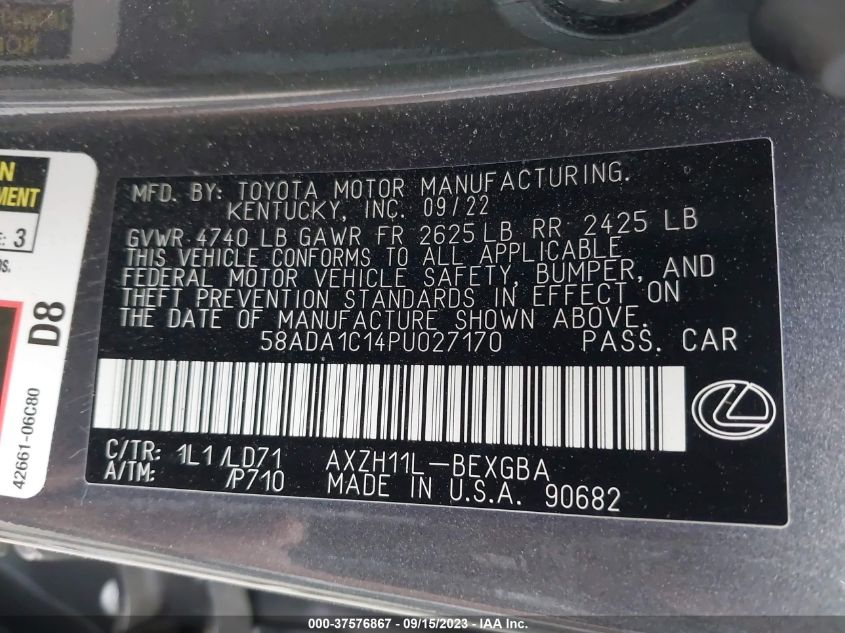 MFD. BY: TOYOTA MOTOR MANUFACTURING.
KENTUCKY, INC. 09/22
GVWR 4740 LB GAWR FR 2625 LB RR 2425 LB
THIS VEHICLE CONFORMS TO ALL APPLICABLE
FEDERAL MOTOR VEHICLE SAFETY, BUMPER, AND
THEFT PREVENTION STANDARDS IN EFFECT ON
THE DATE OF MANUFACTURE SHOWN ABOVE.
58ADA1C14PU027170 PASS. CAR
C/TR: 1L1/LD71 AXZH11L-BEXGBA
A/TM: /P710 MADE IN U.S.A. 90682
3
D8
42661-06C80
000-37576867 - 09/15/2023 - IAAI.COM